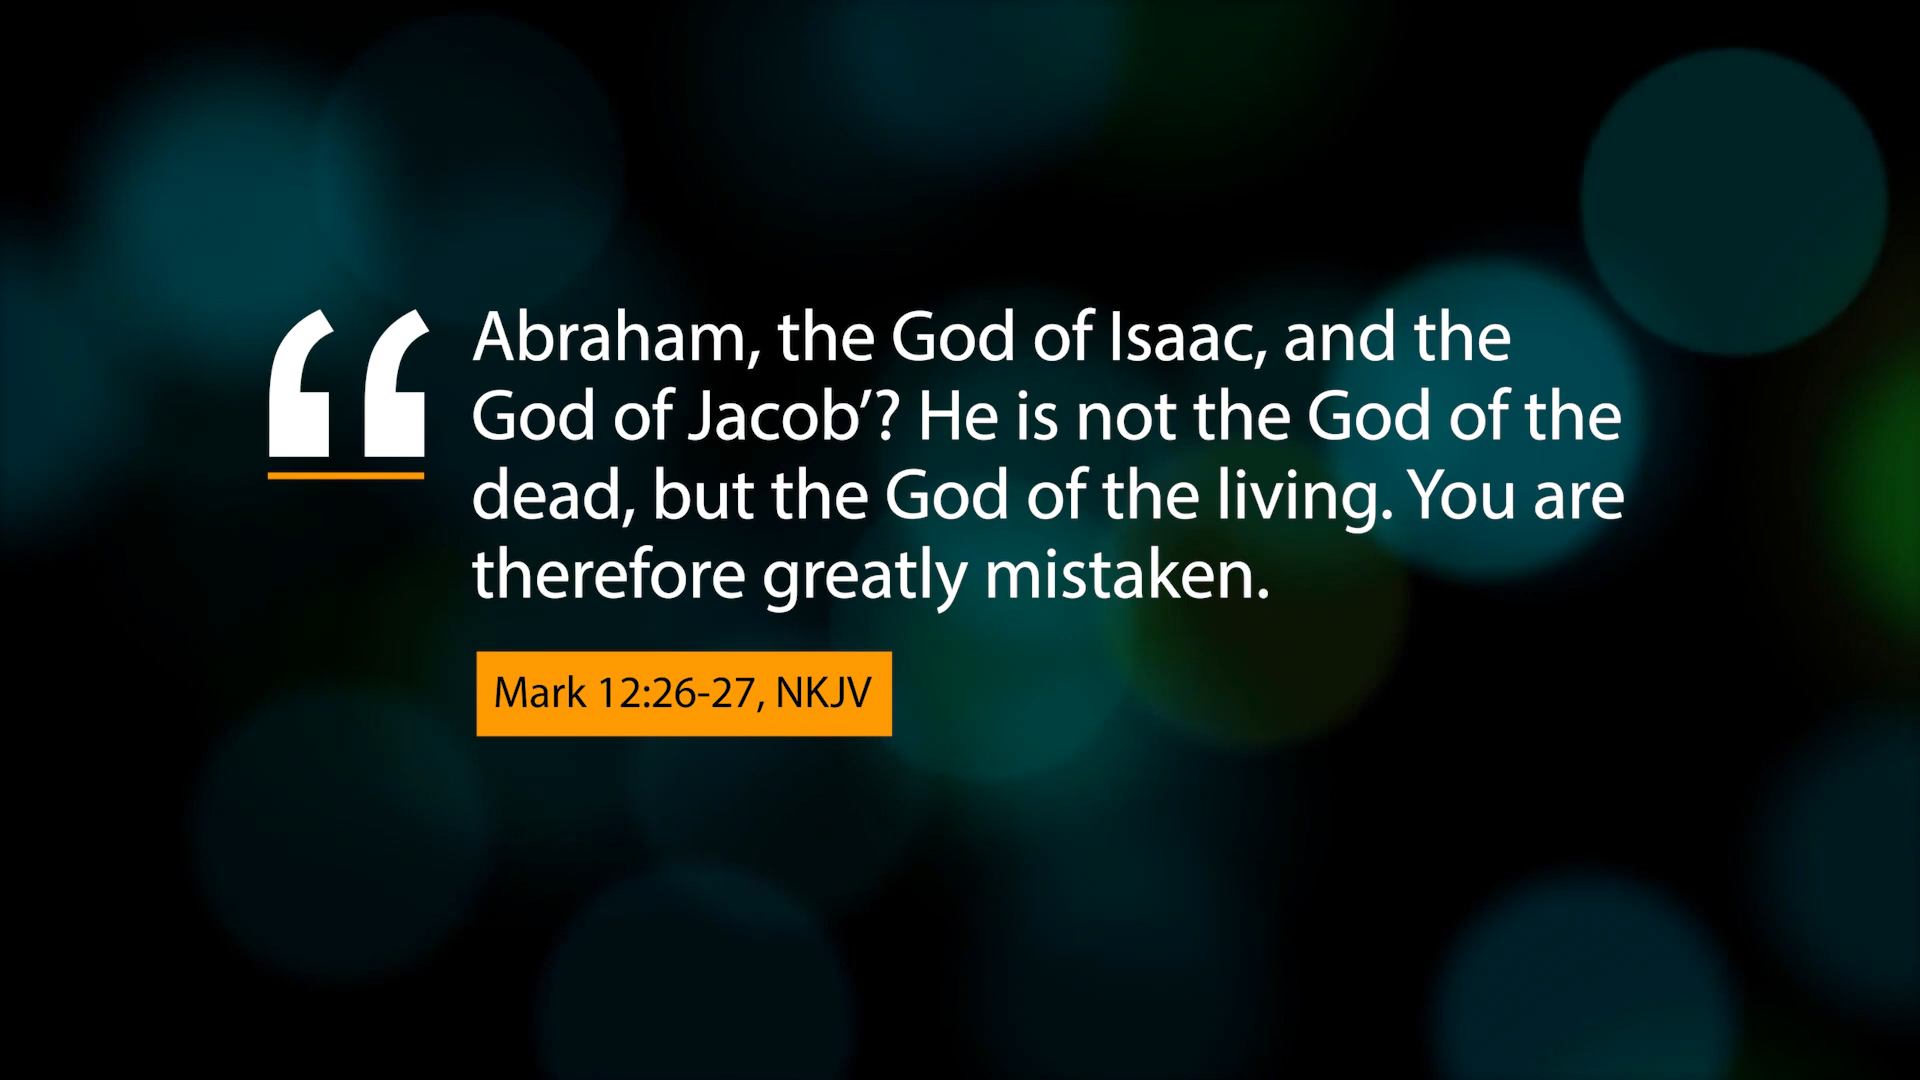 “
Abraham, the God of Isaac, and the
God of Jacob’? He is not the God of the
dead, but the God of the living. You are
therefore greatly mistaken.
Mark 12:26-27, NKJV